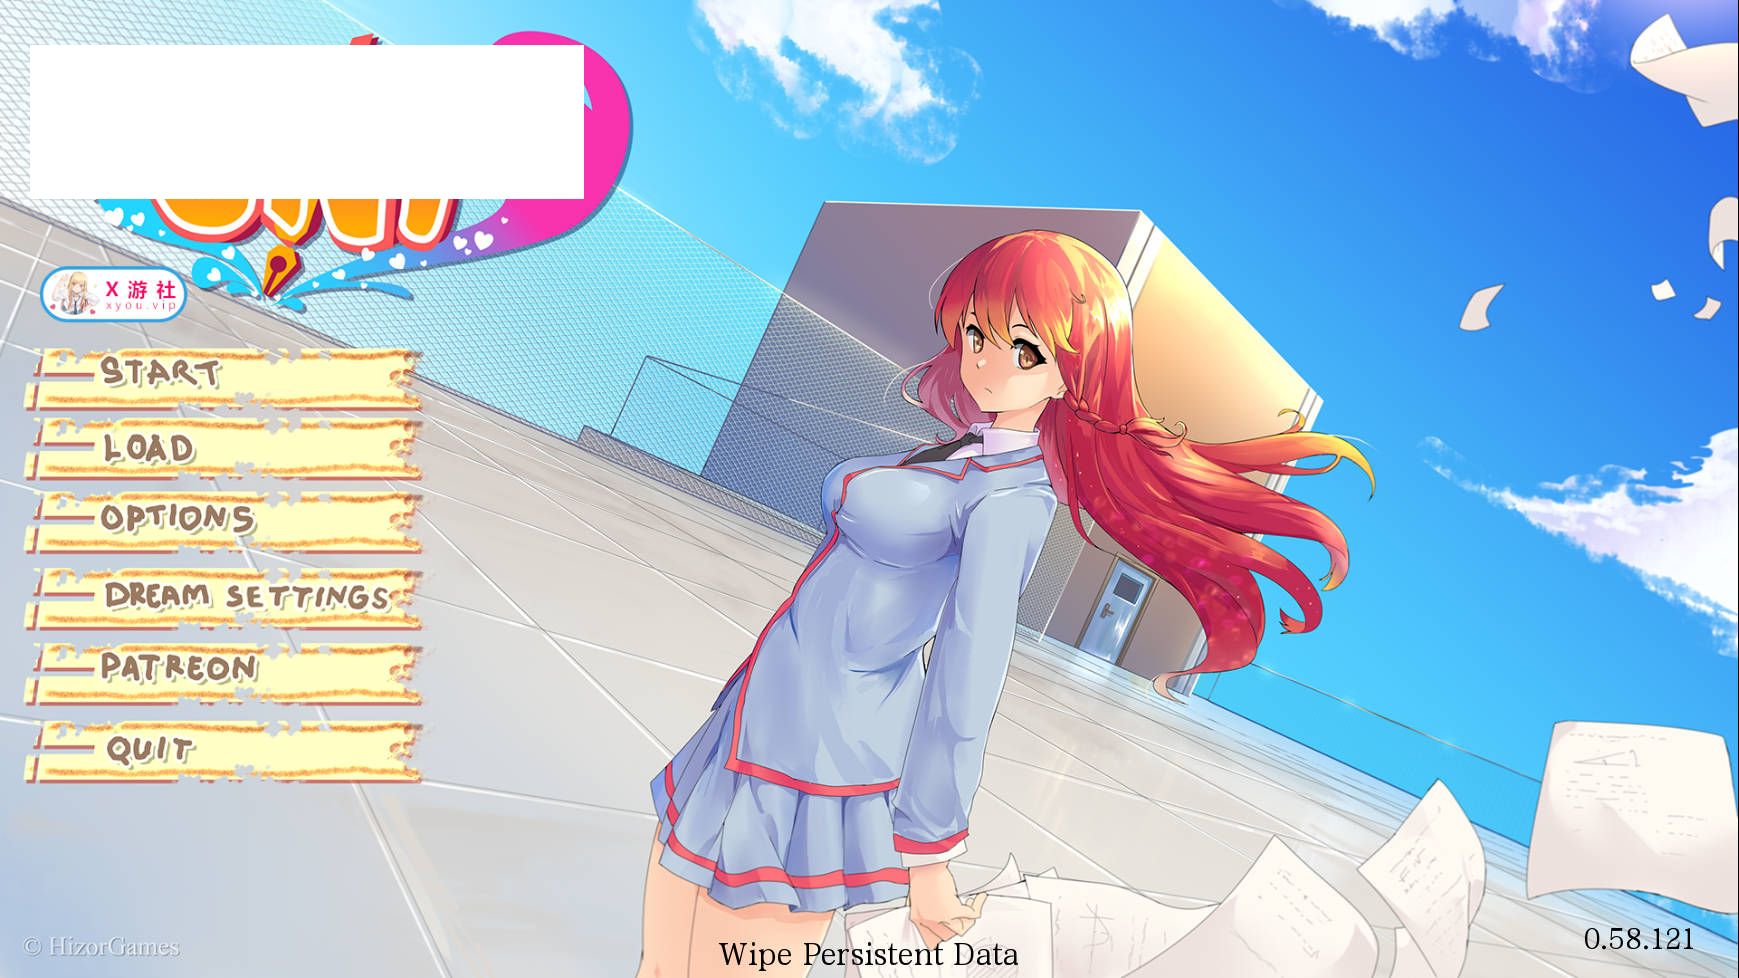 X 游 社
xyou.vip
START
LOAD
OPTIONS
DREAM SETTINGS
PATREON
QUIT
© HizorGames
Wipe Persistent Data
0.58.121